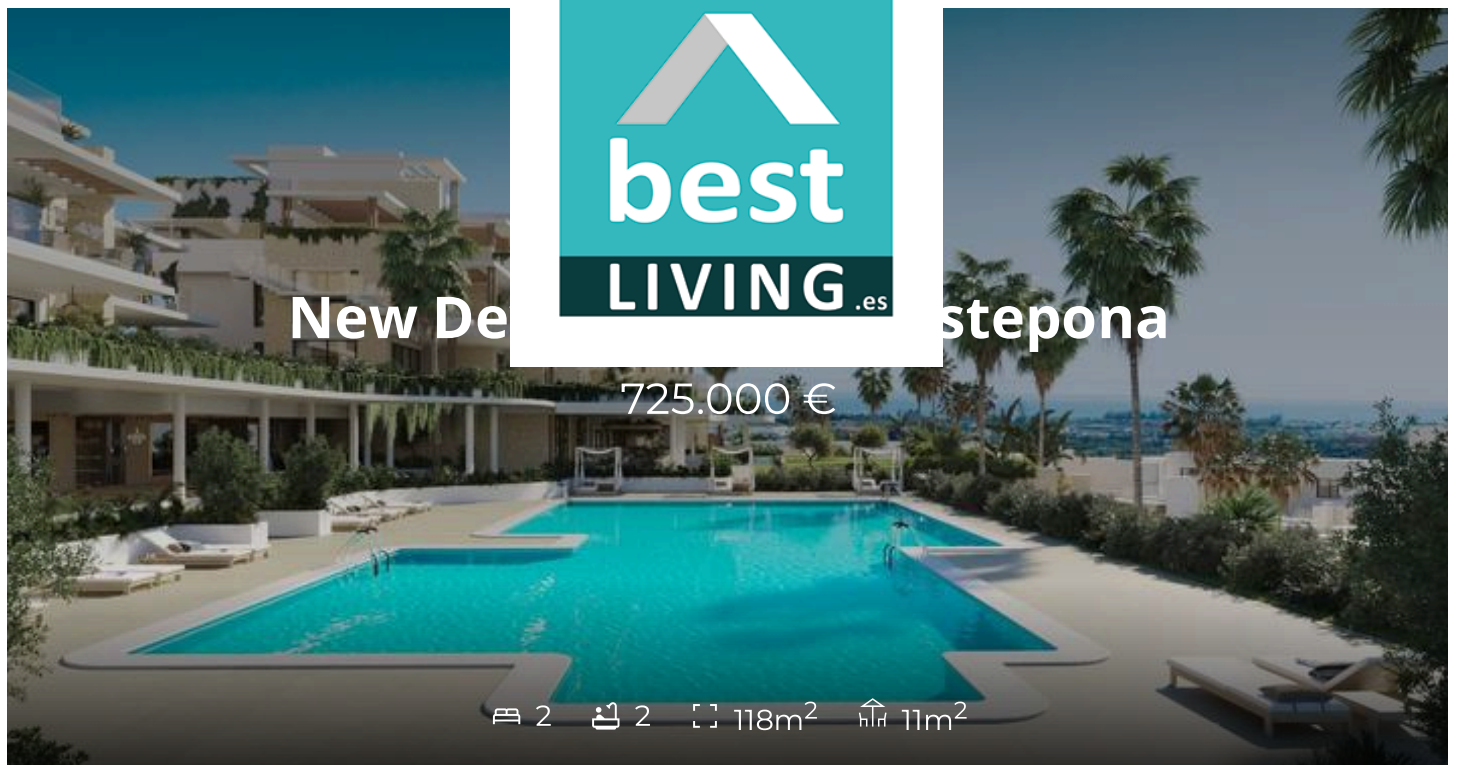 best
LIVING.es
New De stepona
725.000 €
2 2 118m² 11m²